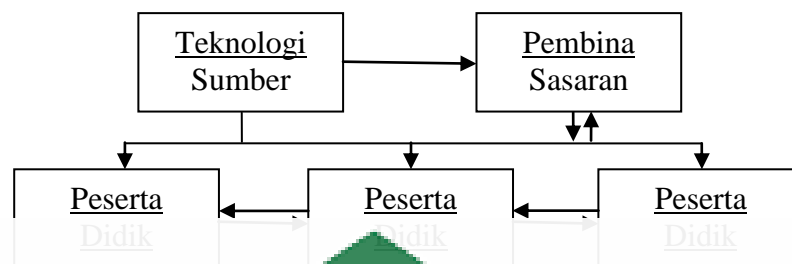 Teknologi
Sumber
Pembina
Sasaran
Peserta
Didik
Peserta
Didik
Peserta
Didik